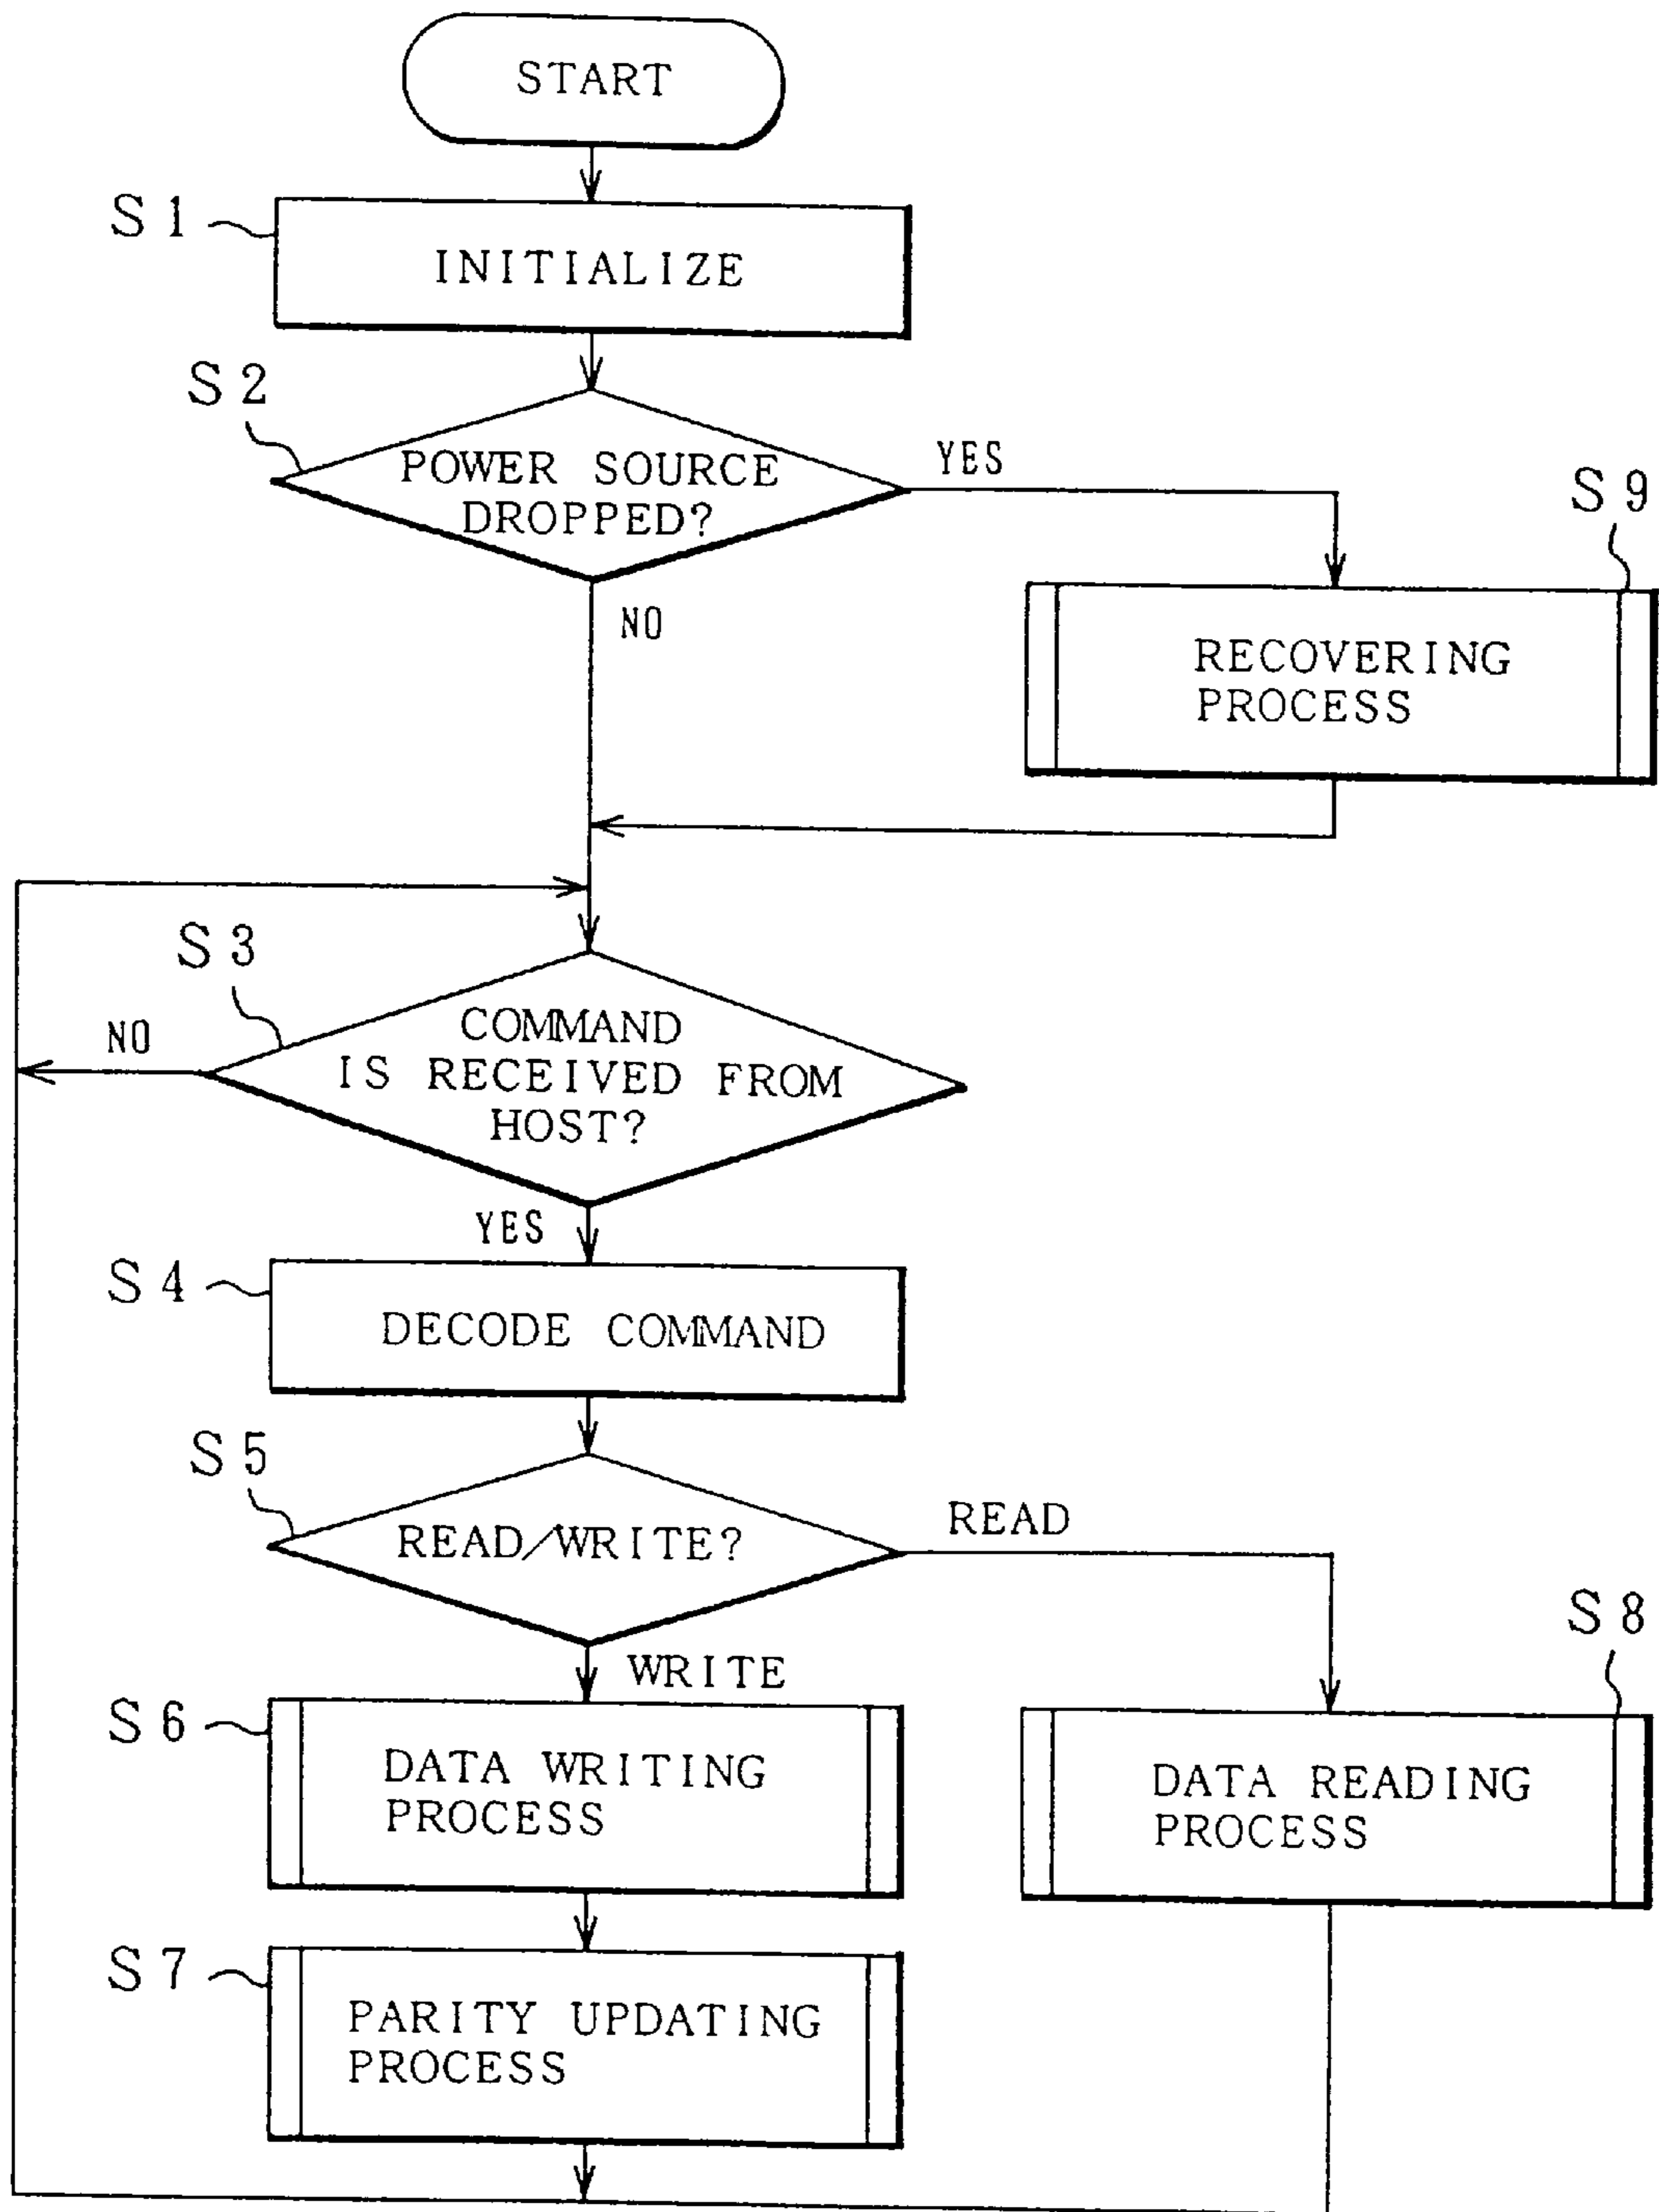 START
S1
INITIALIZE
S2
POWER SOURCE
DROPPED?
YES
NO
S9
RECOVERING
PROCESS
S3
COMMAND
IS RECEIVED FROM
HOST?
NO
YES
S4
DECODE COMMAND
S5
READ/WRITE?
READ
WRITE
S6
DATA WRITING
PROCESS
S8
DATA READING
PROCESS
S7
PARITY UPDATING
PROCESS